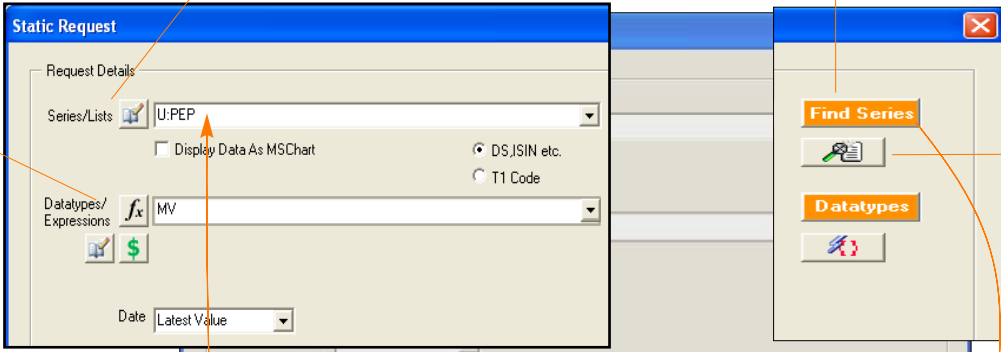 Static Request
Request Details
Series/Lists U:PEP
Find Series
Display Data As MSChart DS,ISIN etc.
T1 Code
Datatypes/
Expressions fx MV
Datatypes
$
Date Latest Value